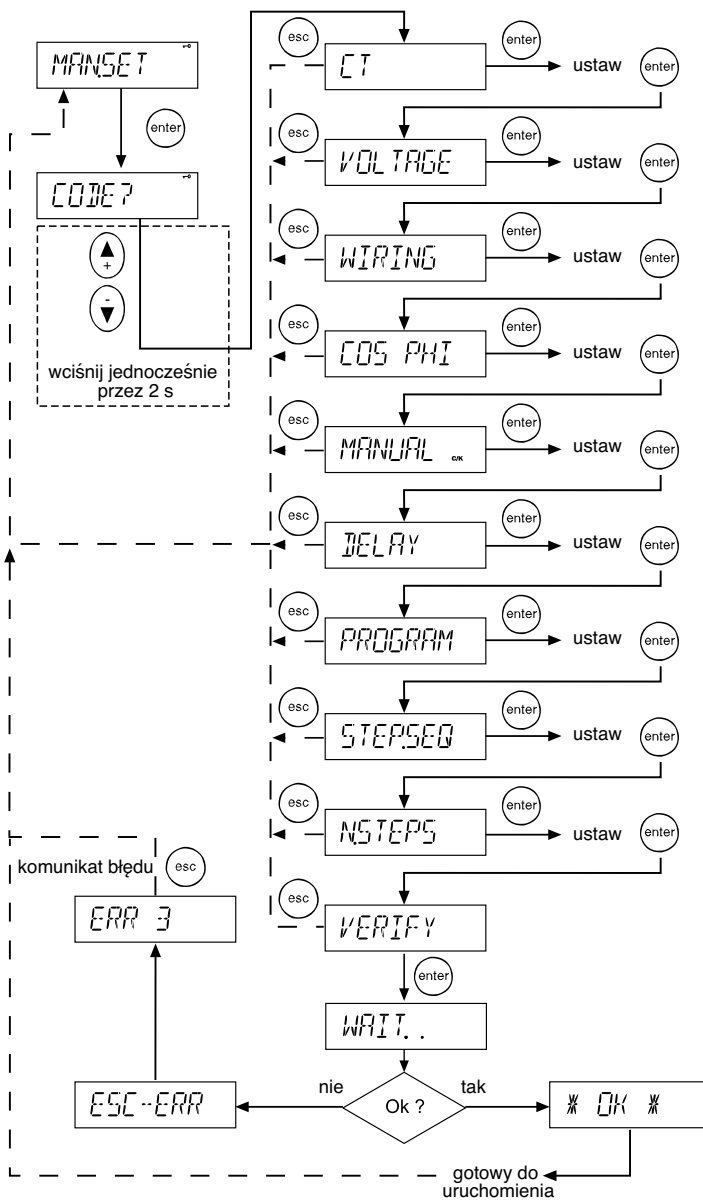 MAN.SET
enter
CODE?
+
-
wciśnij jednocześnie
przez 2 s
esc
CT
enter
ustaw
enter
esc
VOLTAGE
enter
ustaw
enter
esc
WIRING
enter
ustaw
enter
esc
COS PHI
enter
ustaw
enter
esc
MANUAL C/K
enter
ustaw
enter
esc
DELAY
enter
ustaw
enter
esc
PROGRAM
enter
ustaw
enter
esc
STEP.SEQ
enter
ustaw
enter
esc
N.STEPS
enter
ustaw
enter
esc
VERIFY
enter
WAIT..
Ok ?
nie
tak
ESC--ERR
ERR 3
komunikat błędu
esc
* OK *
gotowy do
uruchomienia